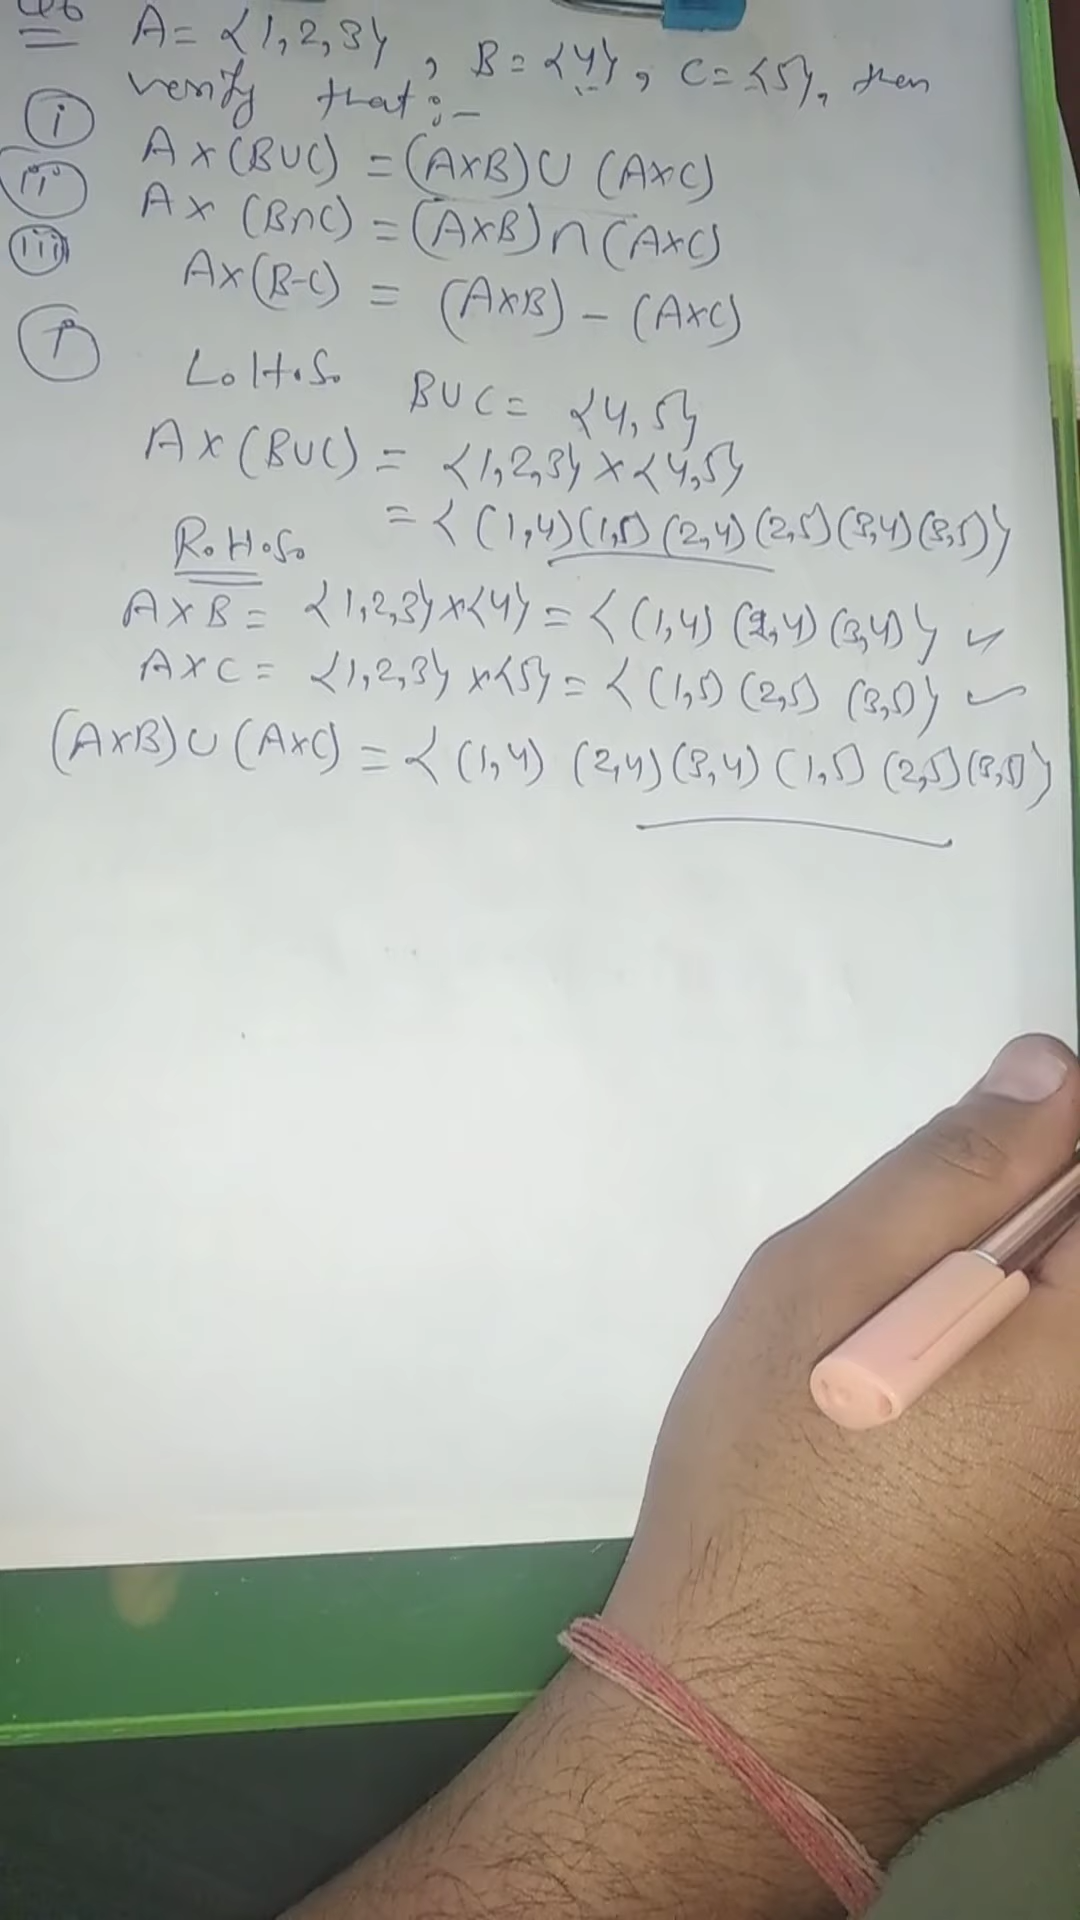 Q6 A = {1, 2, 3}, B = {4}, C = {5}, then
verify that :-
(i) A×(B∪C) = (A×B)∪(A×C)
(ii) A×(B∩C) = (A×B)∩(A×C)
(iii) A×(B-C) = (A×B) - (A×C)
(i) L.H.S.
B∪C = {4, 5}
A×(B∪C) = {1, 2, 3} × {4, 5}
= {(1,4) (1,5) (2,4) (2,5) (3,4) (3,5)}
R.H.S.
A×B = {1, 2, 3}×{4} = {(1,4) (2,4) (3,4)} ✓
A×C = {1, 2, 3}×{5} = {(1,5) (2,5) (3,5)} ✓
(A×B)∪(A×C) = {(1,4) (2,4) (3,4) (1,5) (2,5) (3,5)}